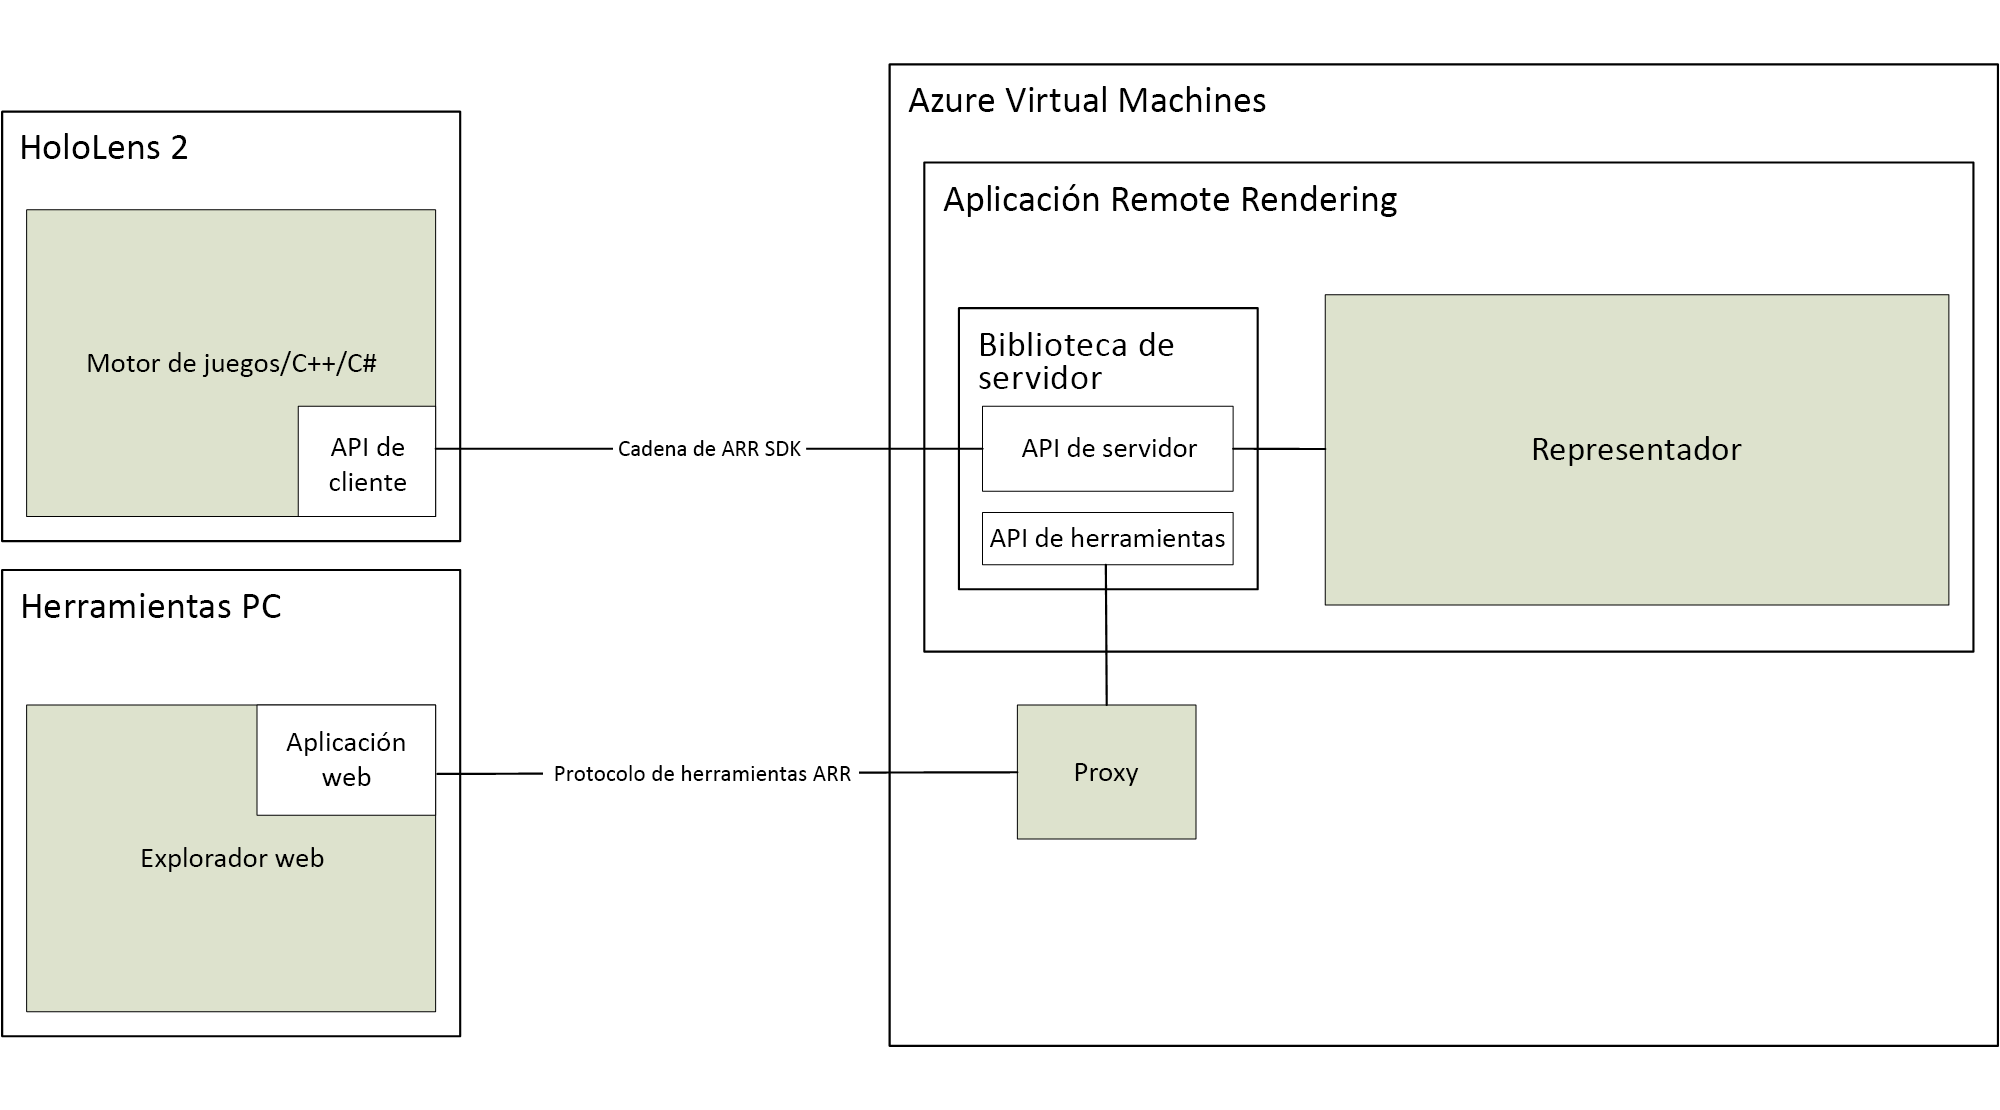 HoloLens 2
Motor de juegos/C++/C#
API de
cliente
Cadena de ARR SDK
Herramientas PC
Aplicación
web
Explorador web
Protocolo de herramientas ARR
Azure Virtual Machines
Aplicación Remote Rendering
Biblioteca de
servidor
API de servidor
API de herramientas
Representador
Proxy